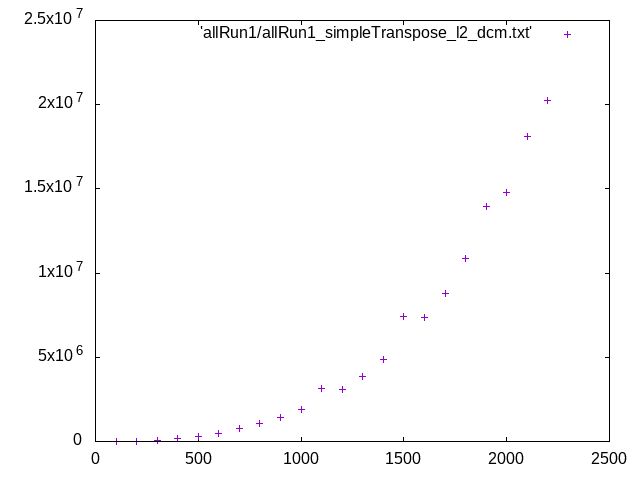 2.5x10 7
'allRun1/allRun1_simpleTranspose_l2_dcm.txt'
2x10 7
1.5x10 7
1x10 7
5x10 6
0
0 500 1000 1500 2000 2500